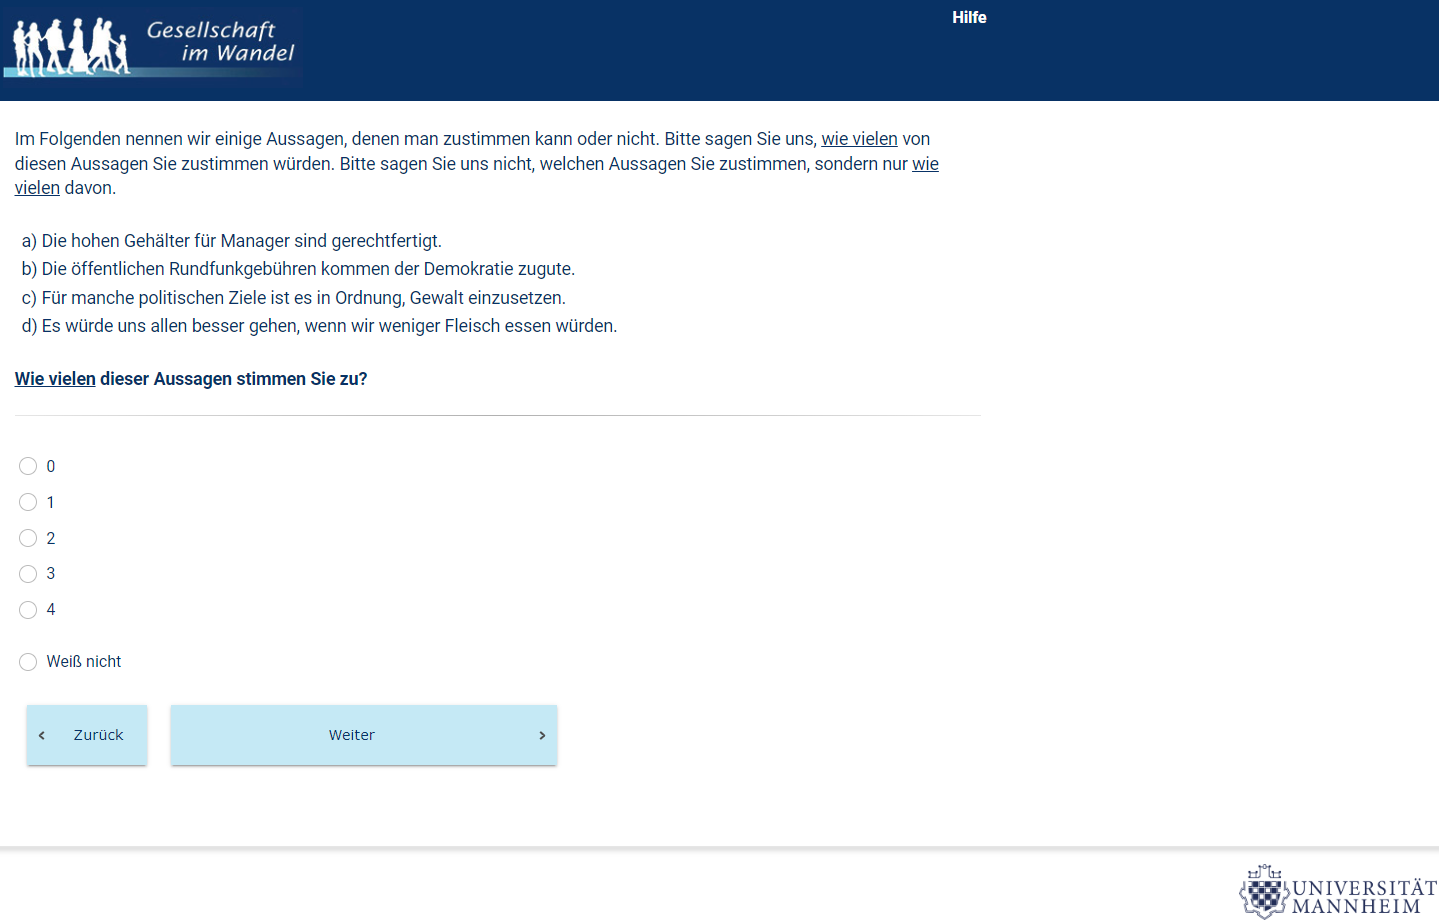 Gesellschaft
im Wandel
Hilfe
Im Folgenden nennen wir einige Aussagen, denen man zustimmen kann oder nicht. Bitte sagen Sie uns, wie vielen von
diesen Aussagen Sie zustimmen würden. Bitte sagen Sie uns nicht, welchen Aussagen Sie zustimmen, sondern nur wie
vielen davon.
a) Die hohen Gehälter für Manager sind gerechtfertigt.
b) Die öffentlichen Rundfunkgebühren kommen der Demokratie zugute.
c) Für manche politischen Ziele ist es in Ordnung, Gewalt einzusetzen.
d) Es würde uns allen besser gehen, wenn wir weniger Fleisch essen würden.
Wie vielen dieser Aussagen stimmen Sie zu?
0
1
2
3
4
Weiß nicht
‹ Zurück
Weiter ›
UNIVERSITÄT
MANNHEIM